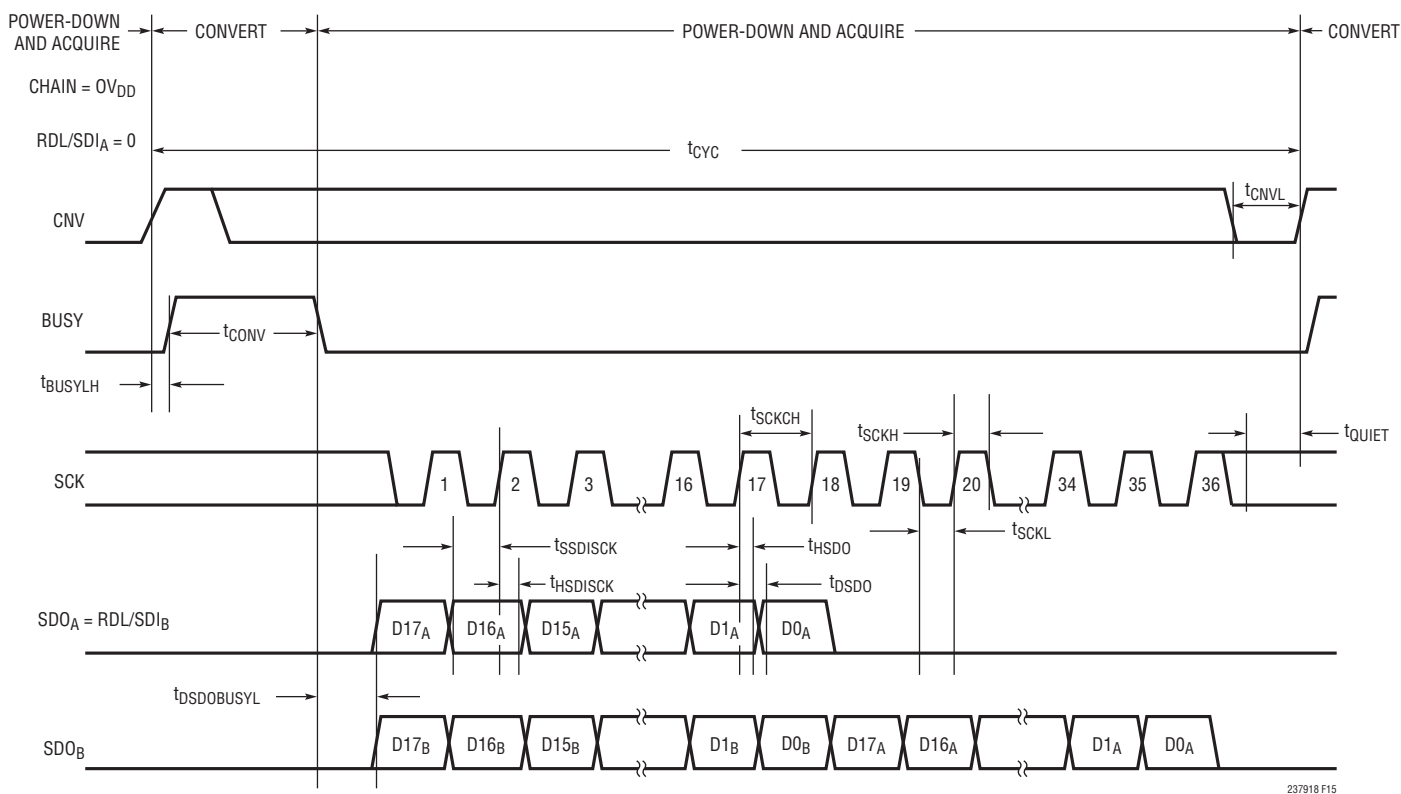 POWER-DOWN
AND ACQUIRE
CONVERT
POWER-DOWN AND ACQUIRE
CONVERT
CHAIN = OVDD
RDL/SDIA = 0
tCYC
tCNVL
CNV
BUSY
tCONV
tBUSYLH
tSCKCH
tSCKH
tQUIET
SCK
1 2 3 16 17 18 19 20 34 35 36
tSSDISCK
tHSDO
tSCKL
tHSDISCK
tDSDO
SDOA = RDL/SDIB
D17A D16A D15A D1A D0A
tDSDOBUSYL
SDOB
D17B D16B D15B D1B D0B D17A D16A D1A D0A
237918 F15